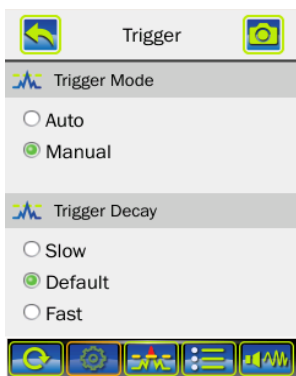 Trigger
Trigger Mode
Auto
Manual
Trigger Decay
Slow
Default
Fast